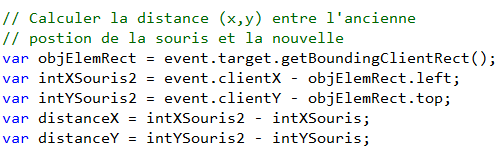 // Calculer la distance (x,y) entre l'ancienne
// postion de la souris et la nouvelle
var objElemRect = event.target.getBoundingClientRect();
var intXSouris2 = event.clientX - objElemRect.left;
var intYSouris2 = event.clientY - objElemRect.top;
var distanceX = intXSouris2 - intXSouris;
var distanceY = intYSouris2 - intYSouris;